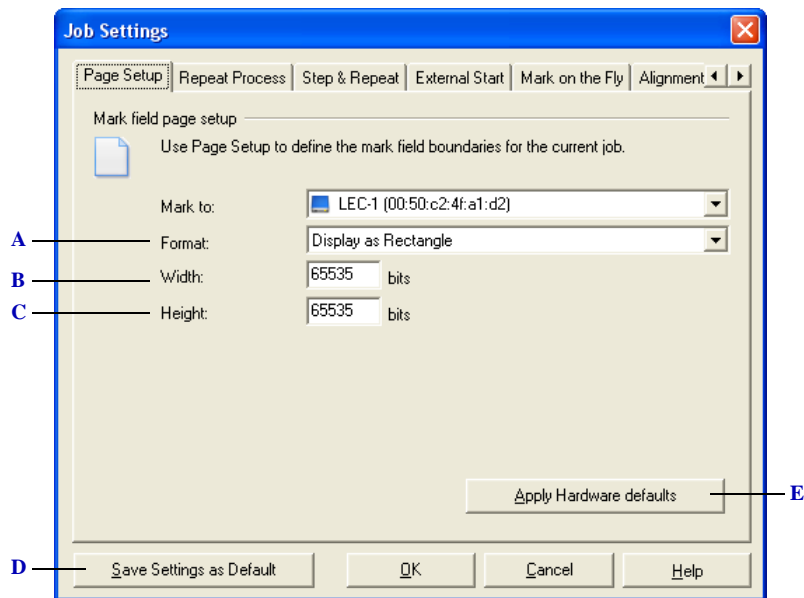 Job Settings
Page Setup Repeat Process Step & Repeat External Start Mark on the Fly Alignment
Mark field page setup
Use Page Setup to define the mark field boundaries for the current job.
Mark to: LEC-1 (00:50:c2:4f:a1:d2)
A Format: Display as Rectangle
B Width: 65535 bits
C Height: 65535 bits
Apply Hardware defaults E
D Save Settings as Default OK Cancel Help